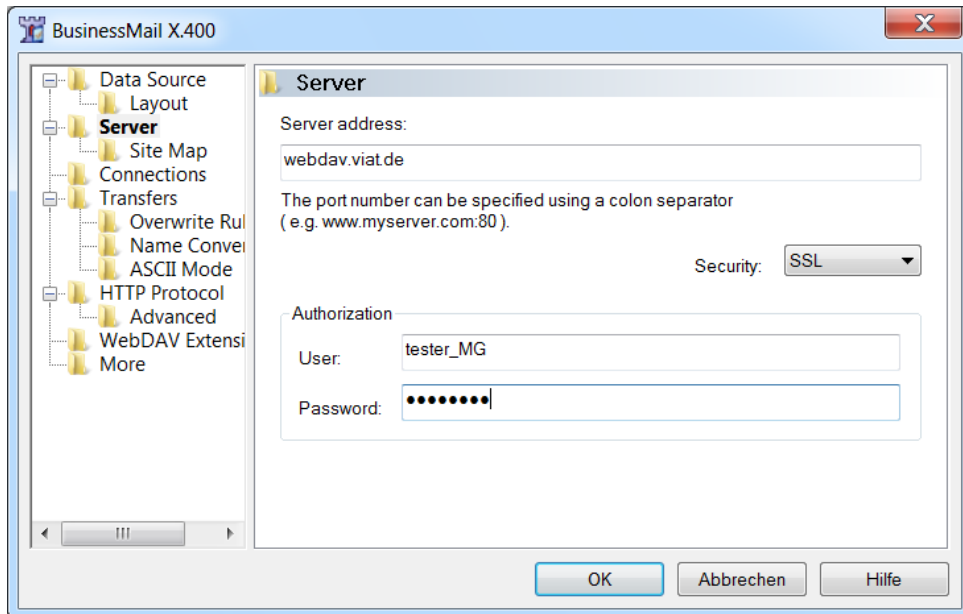 BusinessMail X.400
Data Source
Layout
Server
Site Map
Connections
Transfers
Overwrite Rul
Name Conver
ASCII Mode
HTTP Protocol
Advanced
WebDAV Extensi
More
Server
Server address:
webdav.viat.de
The port number can be specified using a colon separator
( e.g. www.myserver.com:80 ).
Security:
SSL
Authorization
User:
tester_MG
Password:
●●●●●●●●
OK
Abbrechen
Hilfe